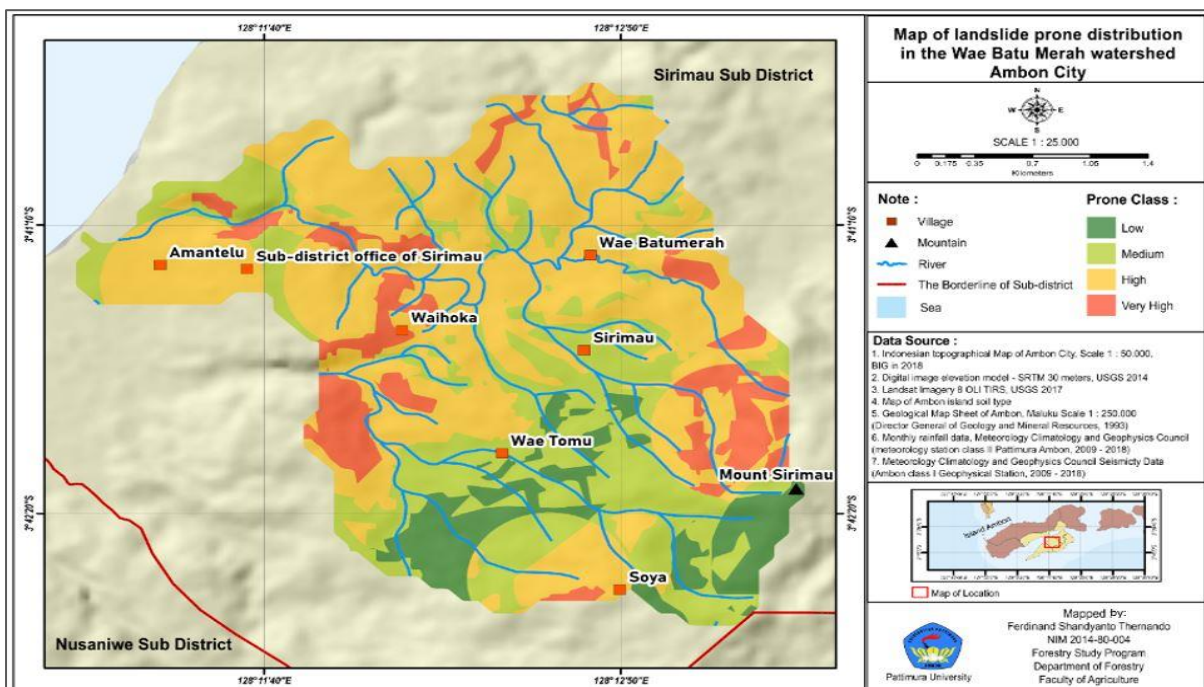 128°11'40"E
128°12'50"E
Sirimau Sub District
3°41'10"S
3°41'10"S
Amantelu
Sub-district office of Sirimau
Wae Batumerah
Waihoka
Sirimau
Wae Tomu
Mount Sirimau
3°42'20"S
3°42'20"S
Soya
Nusaniwe Sub District
128°11'40"E
128°12'50"E
Map of landslide prone distribution
in the Wae Batu Merah watershed
Ambon City
N
W
E
S
SCALE 1 : 25.000
0 0.175 0.35 0.7 1.05 1.4
Kilometers
Note :
Village
Mountain
River
The Borderline of Sub-district
Sea
Prone Class :
Low
Medium
High
Very High
Data Source :
1. Indonesian topographical Map of Ambon City, Scale 1 : 50.000,
BIG in 2018
2. Digital image elevation model - SRTM 30 meters, USGS 2014
3. Landsat Imagery 8 OLI TIRS, USGS 2017
4. Map of Ambon island soil type
5. Geological Map Sheet of Ambon, Maluku Scale 1 : 250.000
(Director General of Geology and Mineral Resources, 1993)
6. Monthly rainfall data, Meteorology Climatology and Geophysics Council
(meteorology station class II Pattimura Ambon, 2009 - 2018)
7. Meteorology Climatology and Geophysics Council Seismicty Data
(Ambon class I Geophysical Station, 2009 - 2018)
Island Ambon
Map of Location
Pattimura University
Mapped by:
Ferdinand Shandyanto Thernando
NIM 2014-80-004
Forestry Study Program
Department of Forestry
Faculty of Agriculture